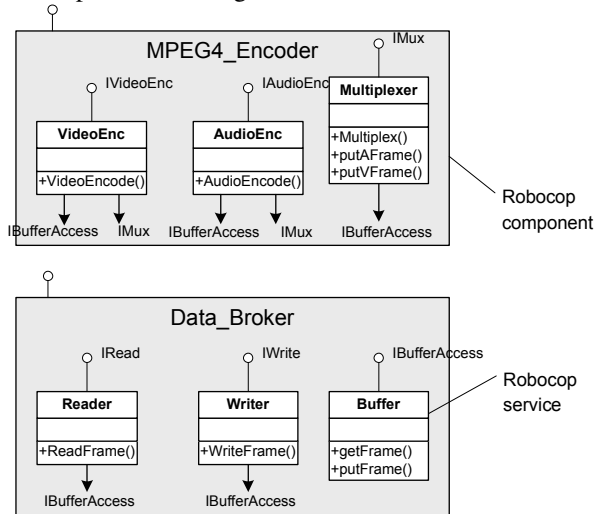 MPEG4_Encoder
IMux
IVideoEnc
IAudioEnc
Multiplexer
VideoEnc
AudioEnc
+Multiplex()
+putAFrame()
+putVFrame()
+VideoEncode()
+AudioEncode()
IBufferAccess
IMux
IBufferAccess
IMux
IBufferAccess
Robocop
component
Data_Broker
IRead
IWrite
IBufferAccess
Reader
Writer
Buffer
+ReadFrame()
+WriteFrame()
+getFrame()
+putFrame()
IBufferAccess
IBufferAccess
Robocop
service